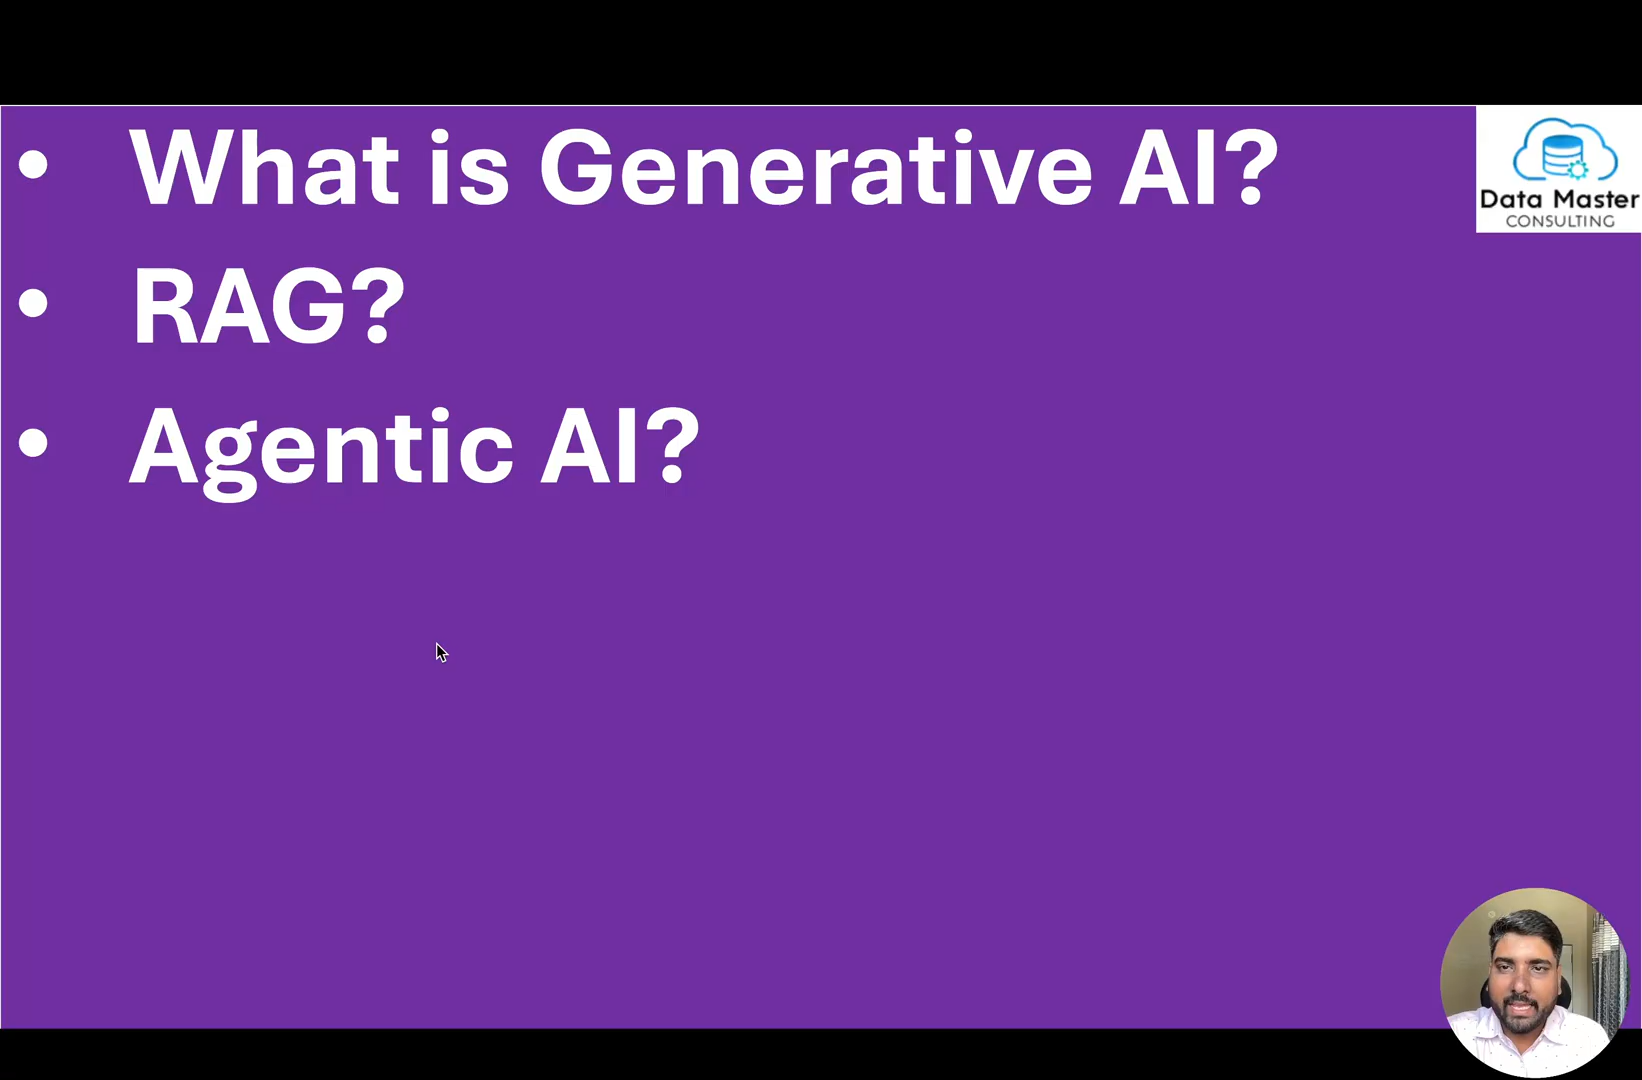 • What is Generative AI?
• RAG?
• Agentic AI?
Data Master
CONSULTING